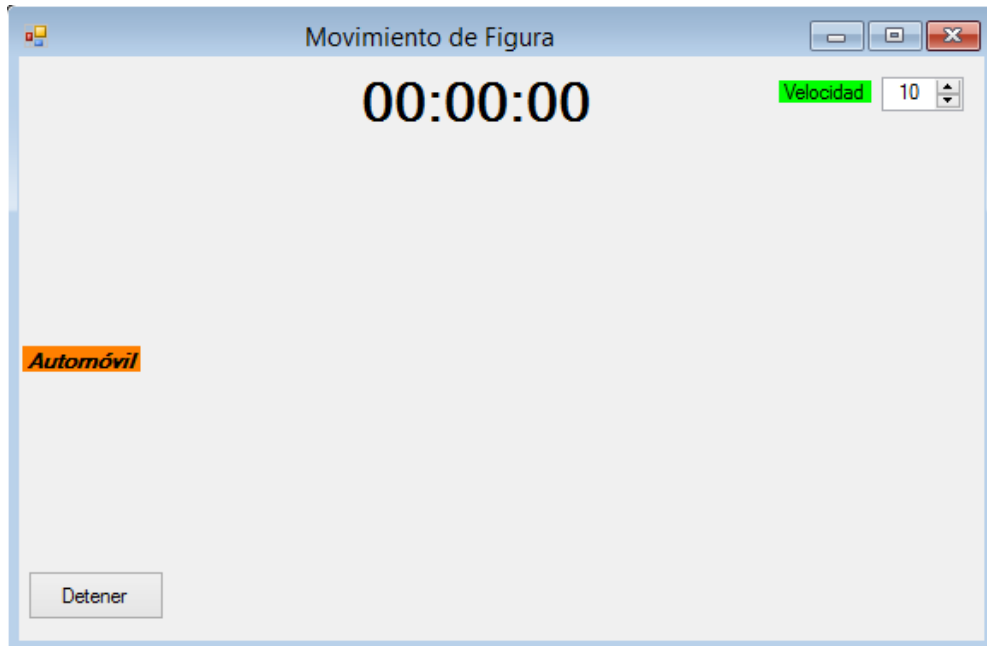 Movimiento de Figura
00:00:00
Velocidad 10
Automóvil
Detener